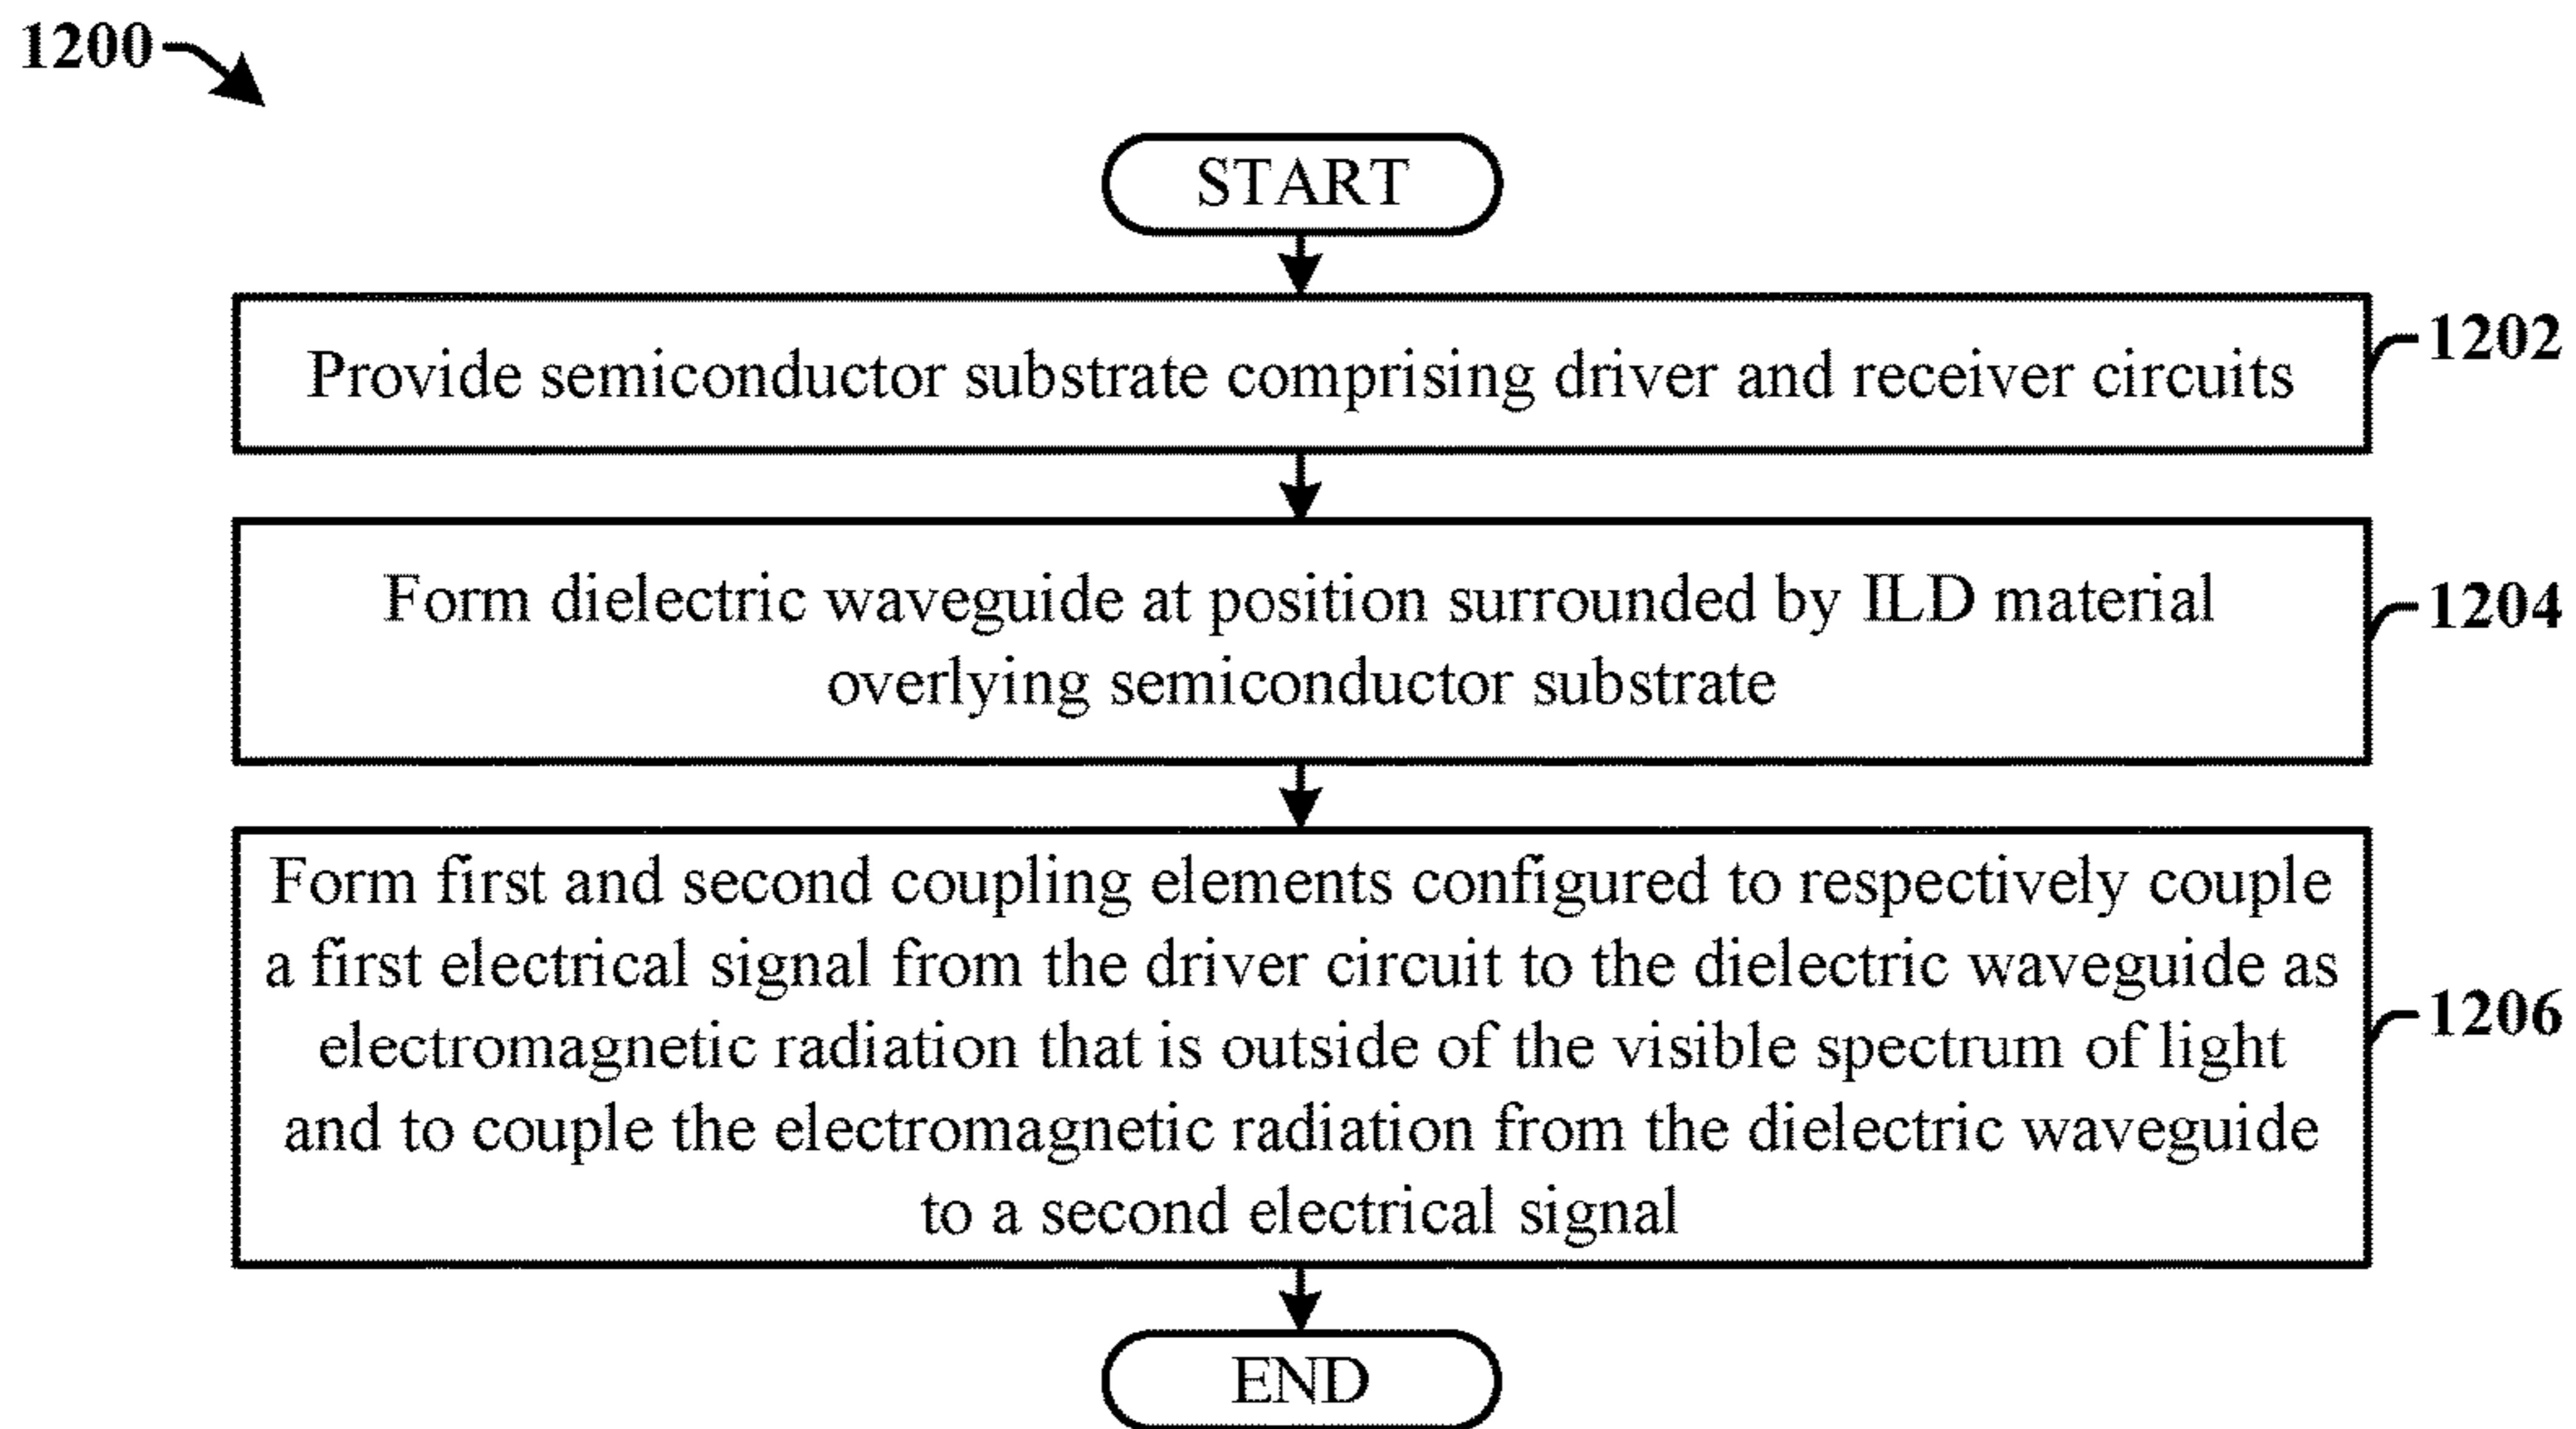 1200
START
Provide semiconductor substrate comprising driver and receiver circuits
1202
Form dielectric waveguide at position surrounded by ILD material
overlying semiconductor substrate
1204
Form first and second coupling elements configured to respectively couple
a first electrical signal from the driver circuit to the dielectric waveguide as
electromagnetic radiation that is outside of the visible spectrum of light
and to couple the electromagnetic radiation from the dielectric waveguide
to a second electrical signal
1206
END